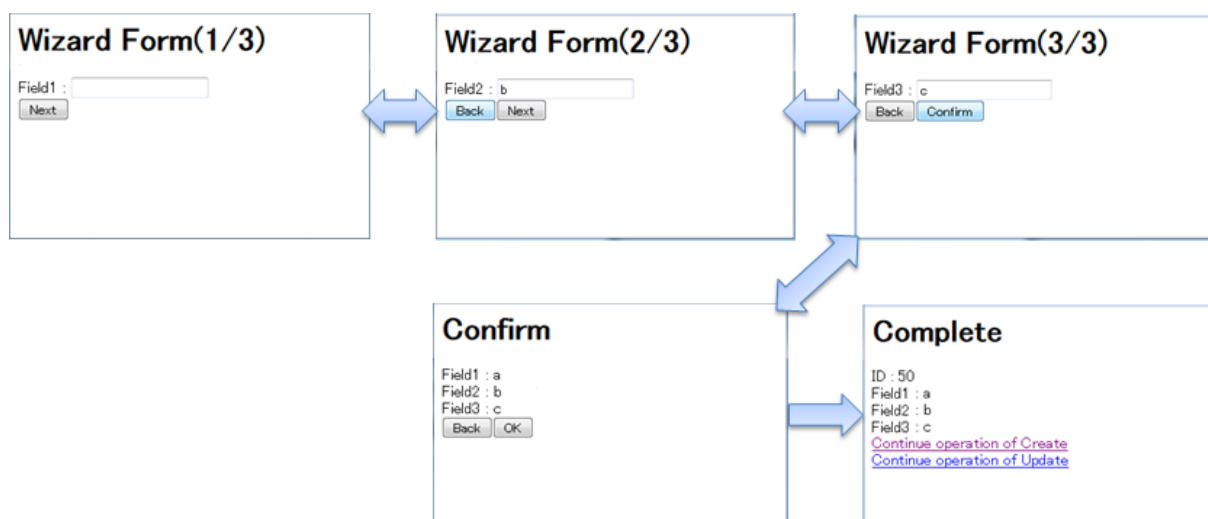 Wizard Form(1/3)
Field1 :
Next
Wizard Form(2/3)
Field2 : b
Back Next
Wizard Form(3/3)
Field3 : c
Back Confirm
Confirm
Field1 : a
Field2 : b
Field3 : c
Back OK
Complete
ID : 50
Field1 : a
Field2 : b
Field3 : c
Continue operation of Create
Continue operation of Update